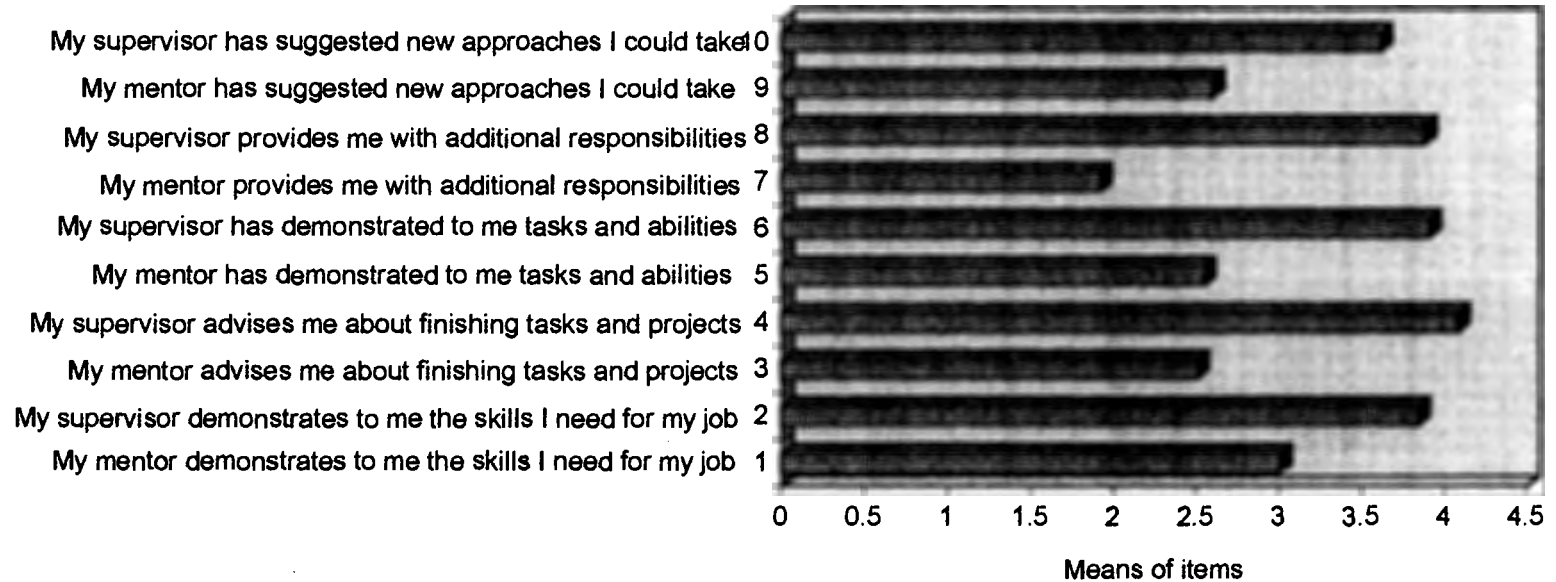 My supervisor has suggested new approaches I could take 10
My mentor has suggested new approaches I could take 9
My supervisor provides me with additional responsibilities 8
My mentor provides me with additional responsibilities 7
My supervisor has demonstrated to me tasks and abilities 6
My mentor has demonstrated to me tasks and abilities 5
My supervisor advises me about finishing tasks and projects 4
My mentor advises me about finishing tasks and projects 3
My supervisor demonstrates to me the skills I need for my job 2
My mentor demonstrates to me the skills I need for my job 1
0 0.5 1 1.5 2 2.5 3 3.5 4 4.5
Means of items